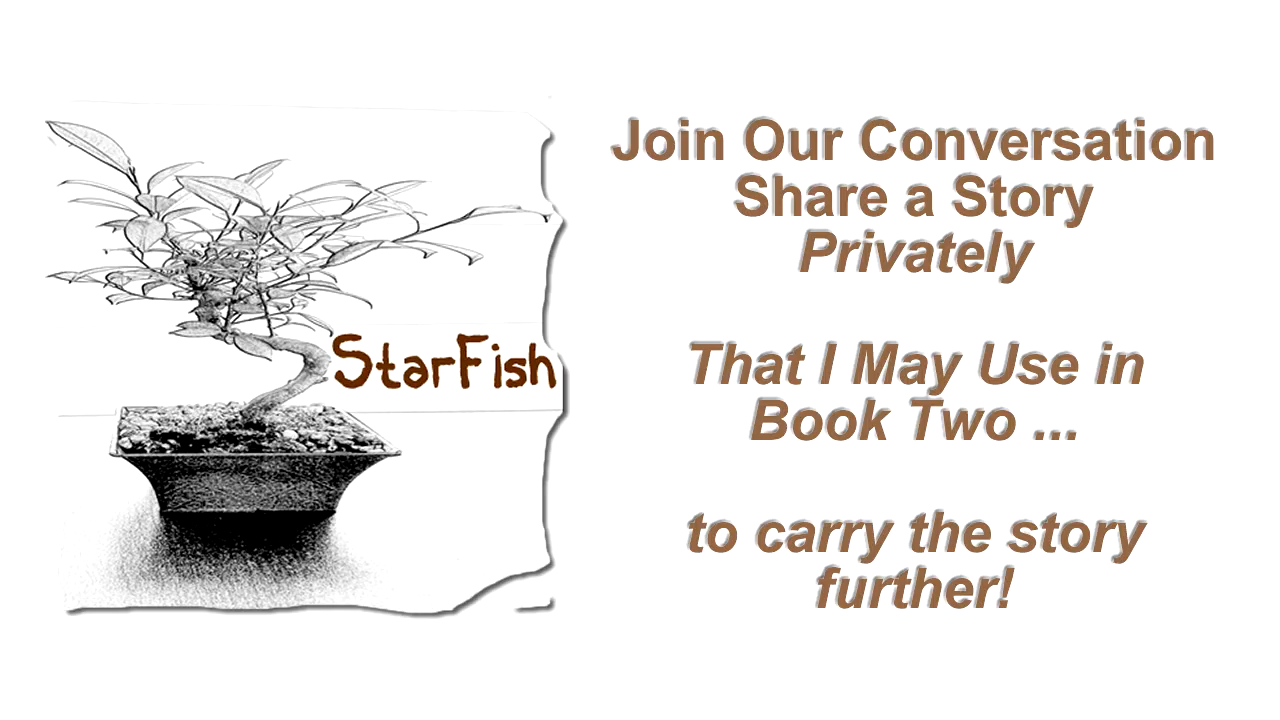 StarFish
Join Our Conversation
Share a Story
Privately
That I May Use in
Book Two ...
to carry the story
further!